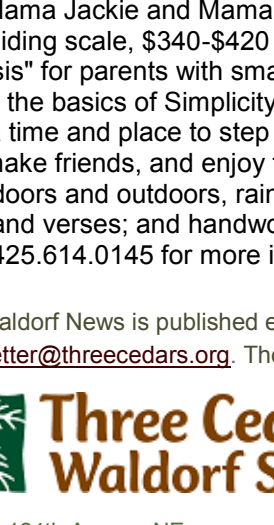 Mama Jackie and Mama
iding scale, $340-$420
sis" for parents with sma
the basics of Simplicity
time and place to step
make friends, and enjoy
doors and outdoors, rain
and verses; and handwo
425.614.0145 for more i
aldorf News is published e
etter@threecedars.org. The
Three Ce
Waldorf S